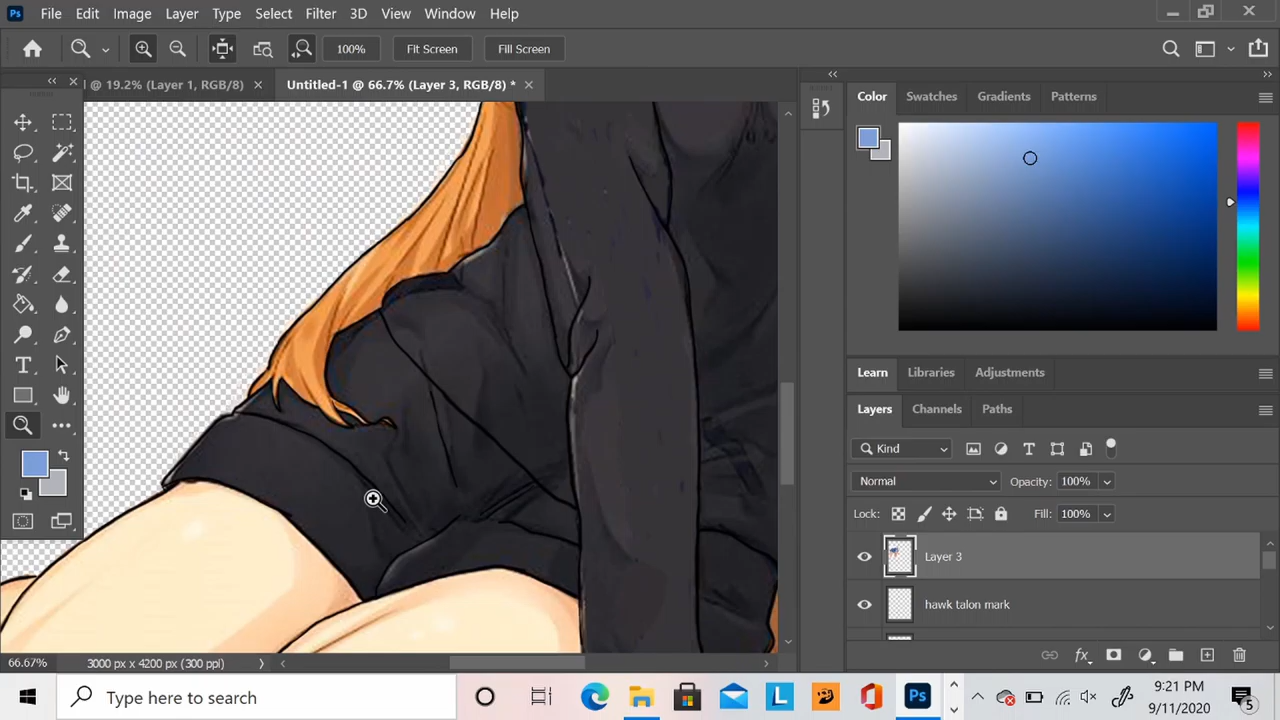 Ps File Edit Image Layer Type Select Filter 3D View Window Help
100% Fit Screen Fill Screen
@ 19.2% (Layer 1, RGB/8) Untitled-1 @ 66.7% (Layer 3, RGB/8) *
Color Swatches Gradients Patterns
Learn Libraries Adjustments
Layers Channels Paths
Kind
Normal Opacity: 100%
Lock: Fill: 100%
Layer 3
hawk talon mark
66.67% 3000 px x 4200 px (300 ppi)
Type here to search
L
Ps
9:21 PM
9/11/2020
5